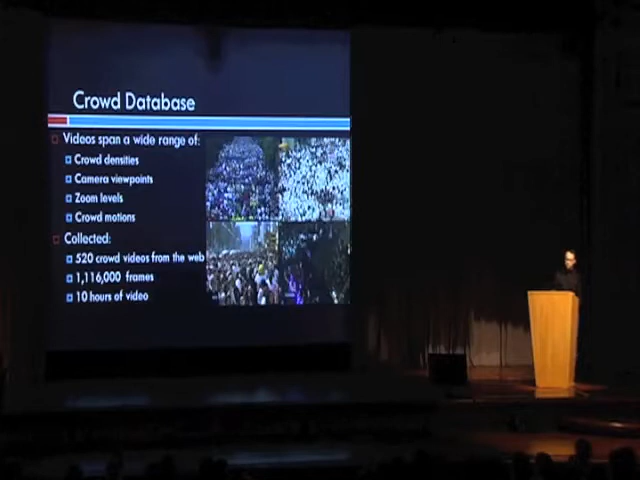 Crowd Database
Videos span a wide range of:
Crowd densities
Camera viewpoints
Zoom levels
Crowd motions
Collected:
520 crowd videos from the web
1,116,000 frames
10 hours of video